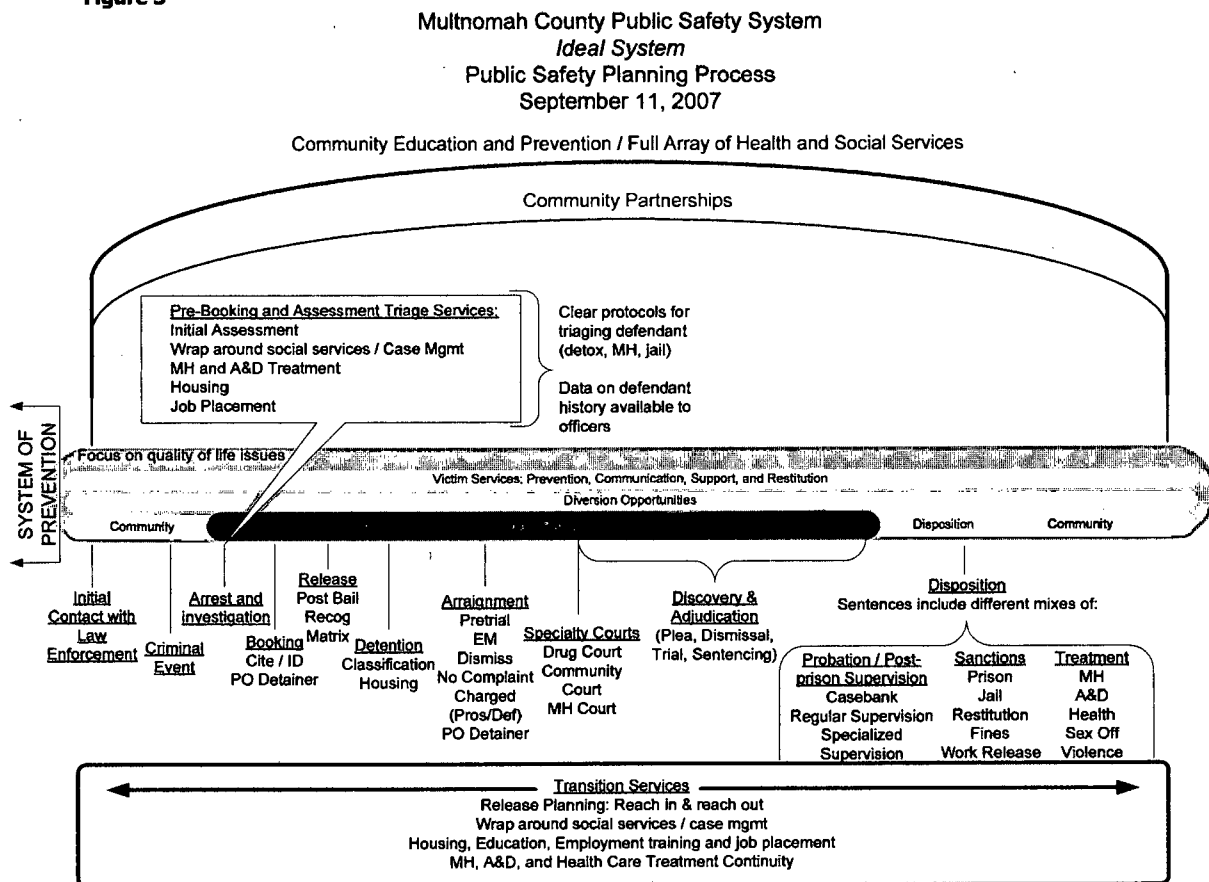 Figure 3
Multnomah County Public Safety System
Ideal System
Public Safety Planning Process
September 11, 2007
Community Education and Prevention / Full Array of Health and Social Services
Community Partnerships
Pre-Booking and Assessment Triage Services:
Initial Assessment
Wrap around social services / Case Mgmt
MH and A&D Treatment
Housing
Job Placement
Clear protocols for
triaging defendant
(detox, MH, jail)
Data on defendant
history available to
officers
SYSTEM OF
PREVENTION
Focus on quality of life issues
Victim Services; Prevention, Communication, Support, and Restitution
Diversion Opportunities
Community
Disposition
Community
Initial
Contact with
Law
Enforcement
Criminal
Event
Arrest and
investigation
Booking
Cite / ID
PO Detainer
Release
Post Bail
Recog
Matrix
Detention
Classification
Housing
Arraignment
Pretrial
EM
Dismiss
No Complaint
Charged
(Pros/Def)
PO Detainer
Specialty Courts
Drug Court
Community
Court
MH Court
Discovery &
Adjudication
(Plea, Dismissal,
Trial, Sentencing)
Disposition
Sentences include different mixes of:
Probation / Post-
prison Supervision
Casebank
Regular Supervision
Specialized
Supervision
Sanctions
Prison
Jail
Restitution
Fines
Work Release
Treatment
MH
A&D
Health
Sex Off
Violence
Transition Services
Release Planning: Reach in & reach out
Wrap around social services / case mgmt
Housing, Education, Employment training and job placement
MH, A&D, and Health Care Treatment Continuity